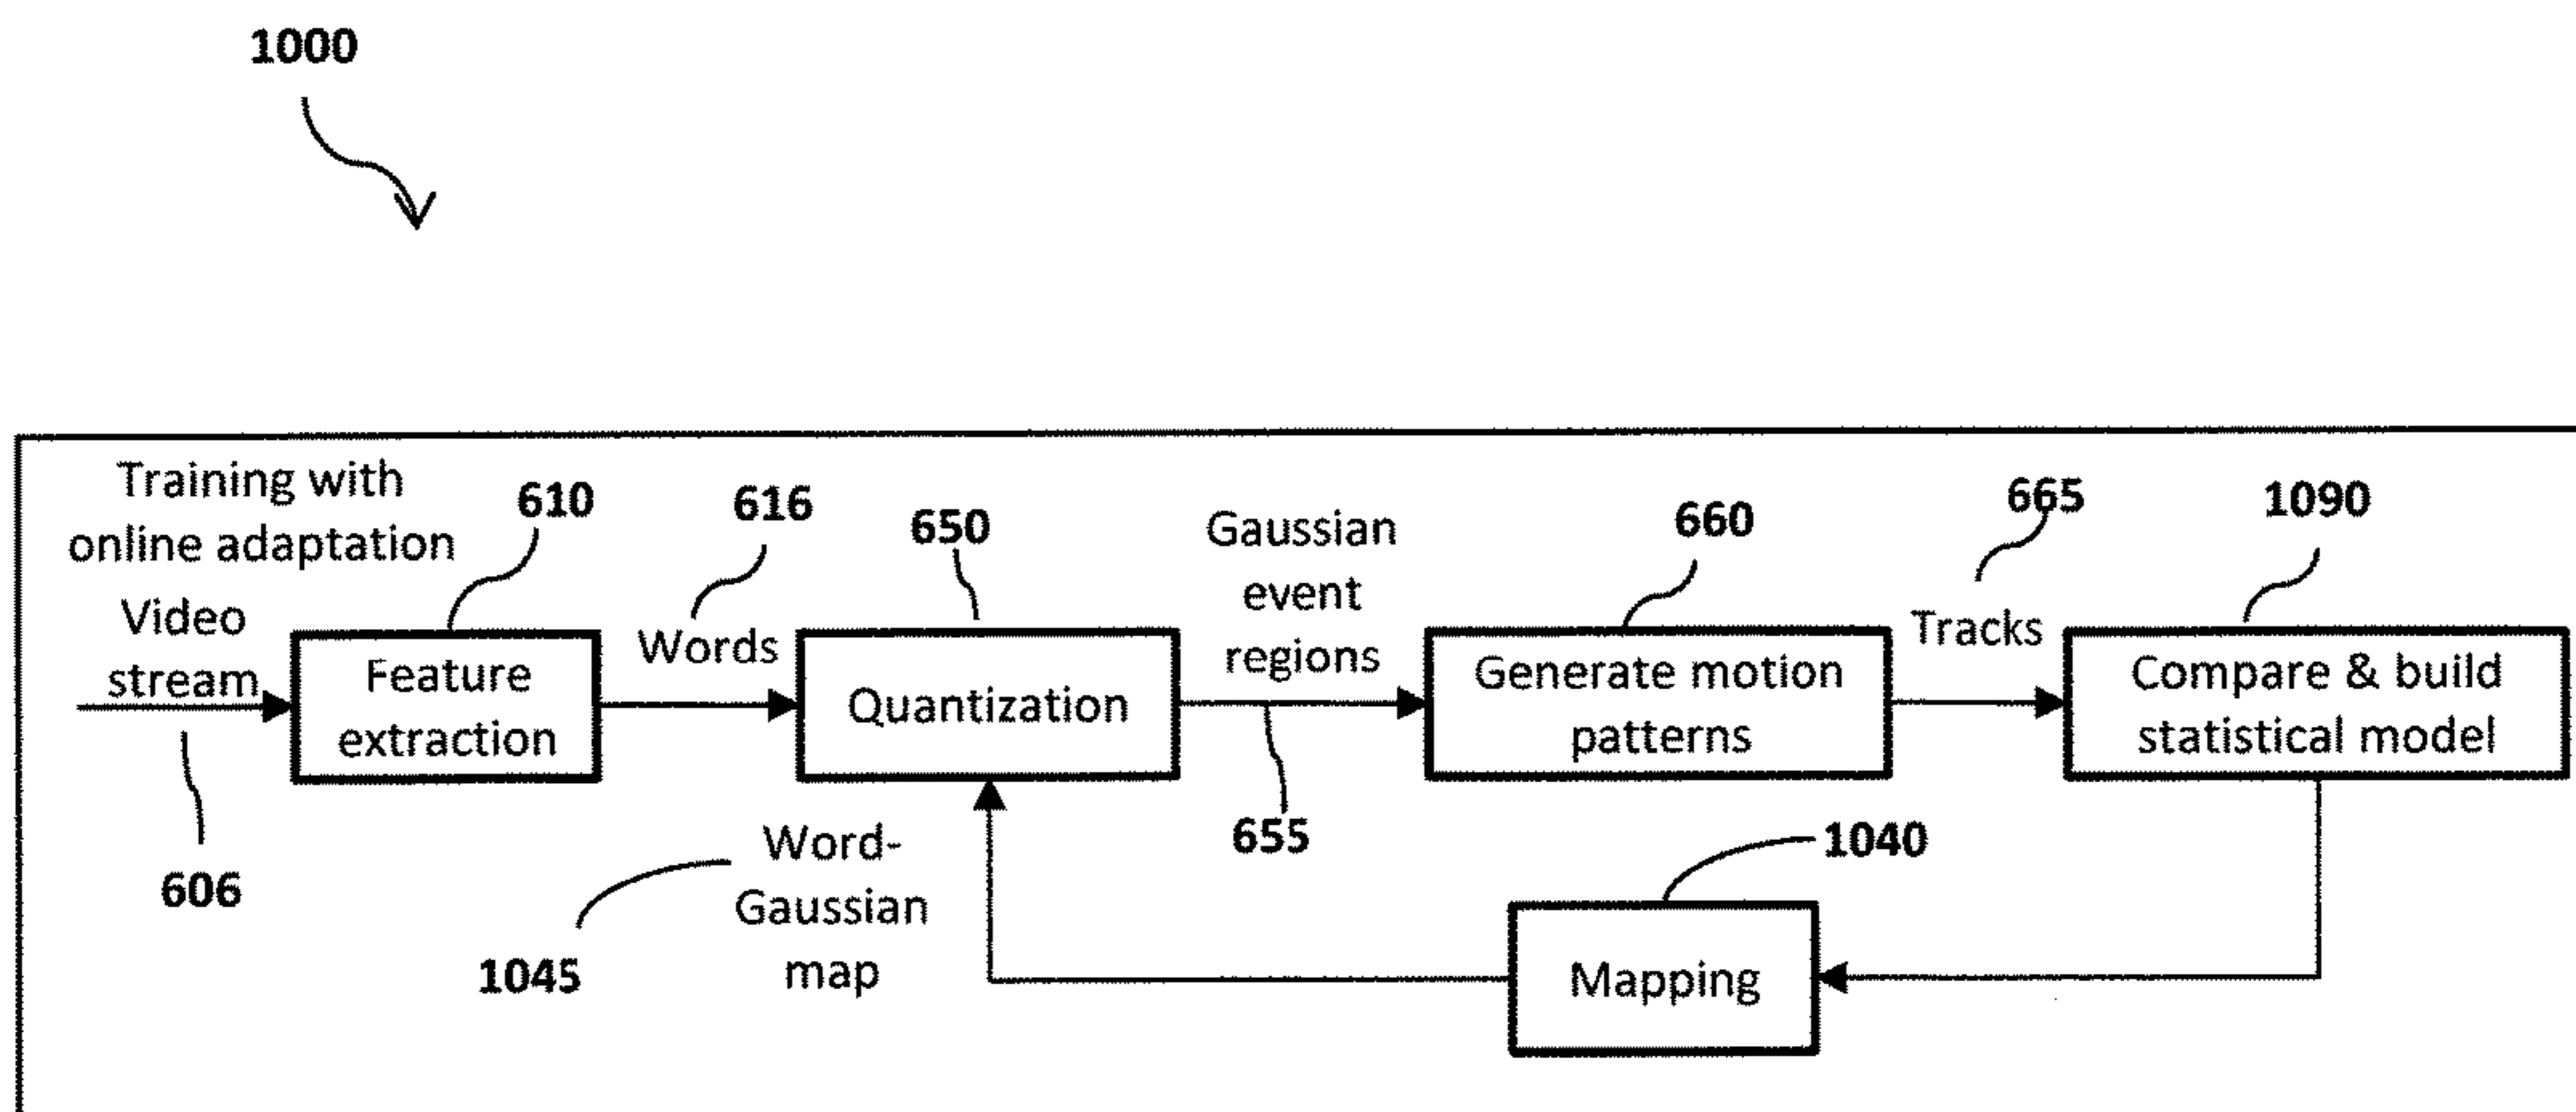 1000
Training with
online adaptation
610
616
650
Gaussian
event
regions
660
665
1090
Video
stream
Feature
extraction
Words
Quantization
Generate motion
patterns
Tracks
Compare & build
statistical model
606
1045
Word-
Gaussian
map
655
1040
Mapping